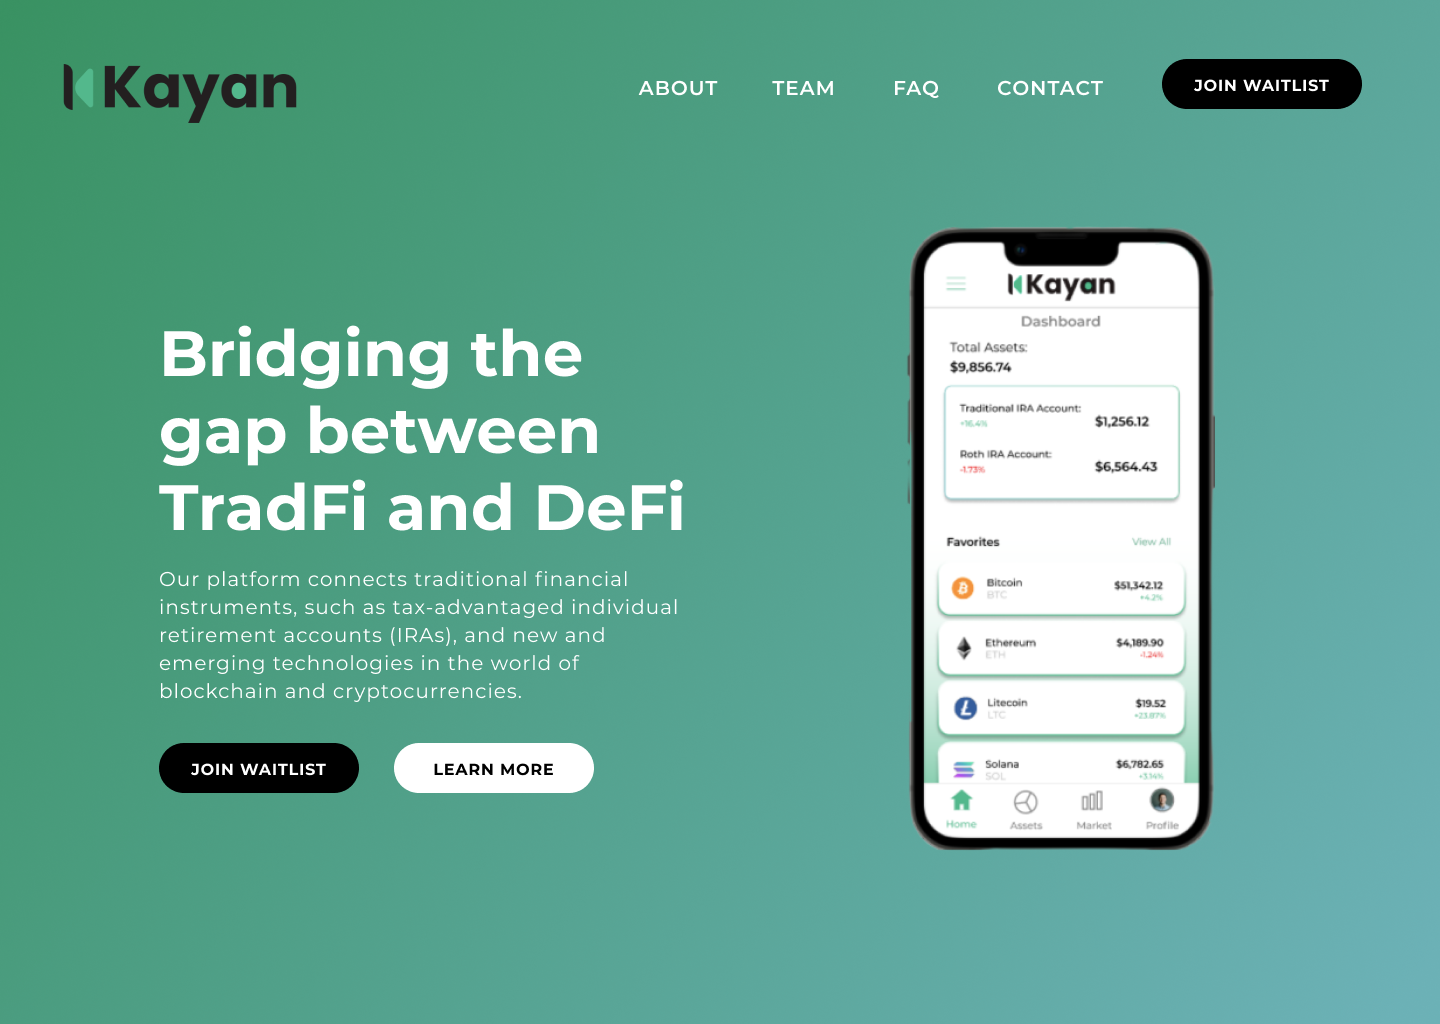 Kayan
ABOUT TEAM FAQ CONTACT JOIN WAITLIST
Bridging the
gap between
TradFi and DeFi
Our platform connects traditional financial
instruments, such as tax-advantaged individual
retirement accounts (IRAs), and new and
emerging technologies in the world of
blockchain and cryptocurrencies.
JOIN WAITLIST LEARN MORE
Kayan
Dashboard
Total Assets:
$9,856.74
Traditional IRA Account:
+16.4%
$1,256.12
Roth IRA Account:
-1.73%
$6,564.43
Favorites View All
Bitcoin $51,342.12
BTC +4.2%
Ethereum $4,189.90
ETH -1.24%
Litecoin $19.52
LTC +23.87%
Solana $6,782.65
SOL +3.14%
Home Assets Market Profile